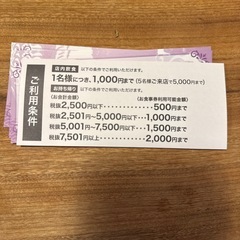 ご利用条件
店内飲食 以下の条件でご利用いただけます。
1名様につき、1,000円まで (5名様ご来店で5,000円まで)
お持ち帰り 以下の条件でご利用いただけます。
(お会計金額) (お食事券利用可能金額)
税抜2,500円以下………………500円まで
税抜2,501円~5,000円以下…1,000円まで
税抜5,001円~7,500円以下…1,500円まで
税抜7,501円以上………………2,000円まで